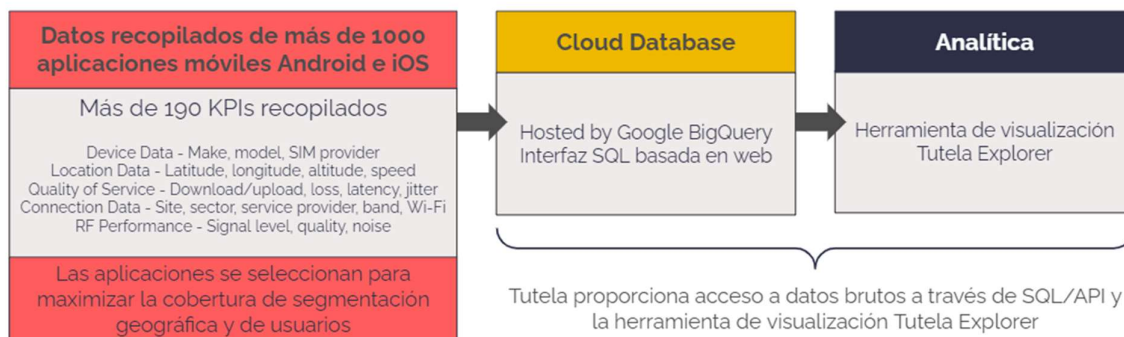 Datos recopilados de más de 1000
aplicaciones móviles Android e iOS
Más de 190 KPIs recopilados
Device Data - Make, model, SIM provider
Location Data - Latitude, longitude, altitude, speed
Quality of Service - Download/upload, loss, latency, jitter
Connection Data - Site, sector, service provider, band, Wi-Fi
RF Performance - Signal level, quality, noise
Las aplicaciones se seleccionan para
maximizar la cobertura de segmentación
geográfica y de usuarios
Cloud Database
Hosted by Google BigQuery
Interfaz SQL basada en web
Analítica
Herramienta de visualización
Tutela Explorer
Tutela proporciona acceso a datos brutos a través de SQL/API y
la herramienta de visualización Tutela Explorer